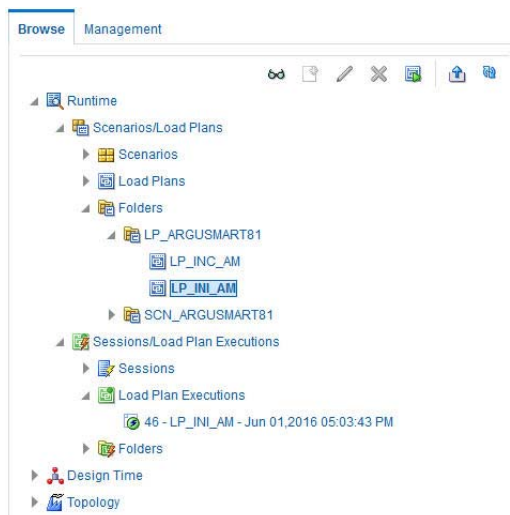 Browse Management
Runtime
Scenarios/Load Plans
Scenarios
Load Plans
Folders
LP_ARGUSMART81
LP_INC_AM
LP_INI_AM
SCN_ARGUSMART81
Sessions/Load Plan Executions
Sessions
Load Plan Executions
46 - LP_INI_AM - Jun 01,2016 05:03:43 PM
Folders
Design Time
Topology